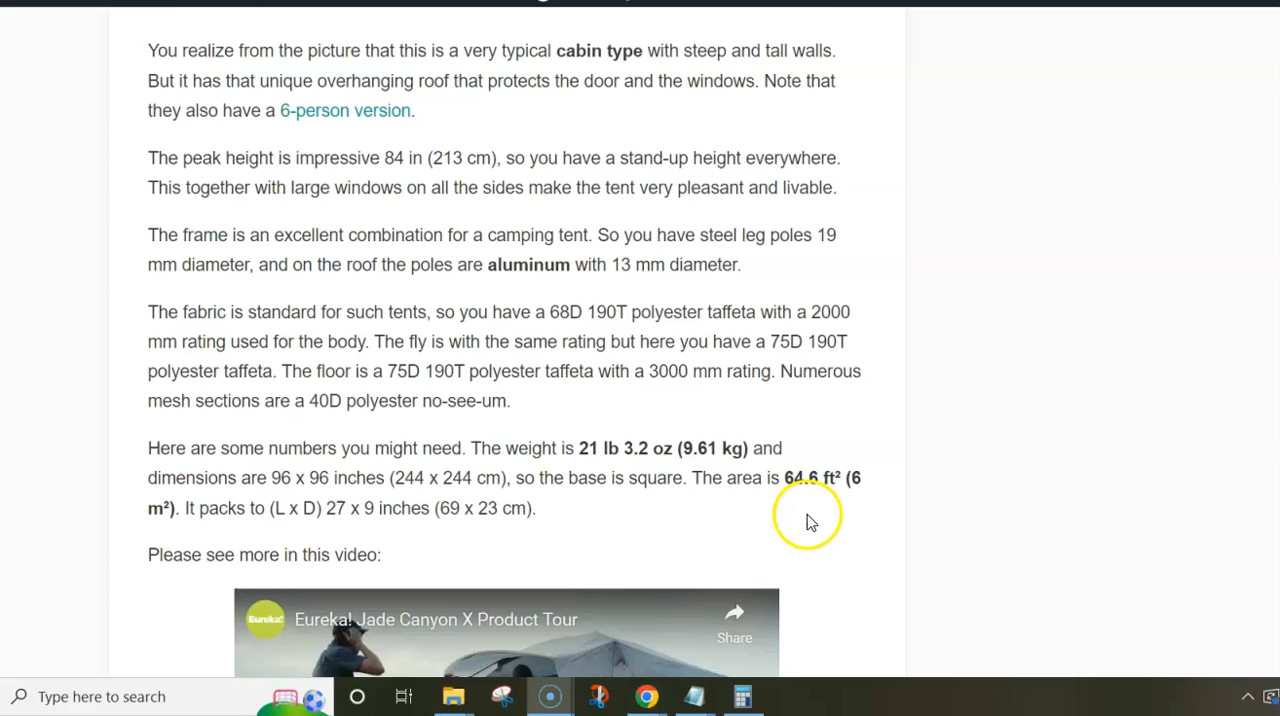 You realize from the picture that this is a very typical cabin type with steep and tall walls.
But it has that unique overhanging roof that protects the door and the windows. Note that
they also have a 6-person version.
The peak height is impressive 84 in (213 cm), so you have a stand-up height everywhere.
This together with large windows on all the sides make the tent very pleasant and livable.
The frame is an excellent combination for a camping tent. So you have steel leg poles 19
mm diameter, and on the roof the poles are aluminum with 13 mm diameter.
The fabric is standard for such tents, so you have a 68D 190T polyester taffeta with a 2000
mm rating used for the body. The fly is with the same rating but here you have a 75D 190T
polyester taffeta. The floor is a 75D 190T polyester taffeta with a 3000 mm rating. Numerous
mesh sections are a 40D polyester no-see-um.
Here are some numbers you might need. The weight is 21 lb 3.2 oz (9.61 kg) and
dimensions are 96 x 96 inches (244 x 244 cm), so the base is square. The area is 64.6 ft² (6
m²). It packs to (L x D) 27 x 9 inches (69 x 23 cm).
Please see more in this video:
Eureka!
Eureka! Jade Canyon X Product Tour
Share
Type here to search